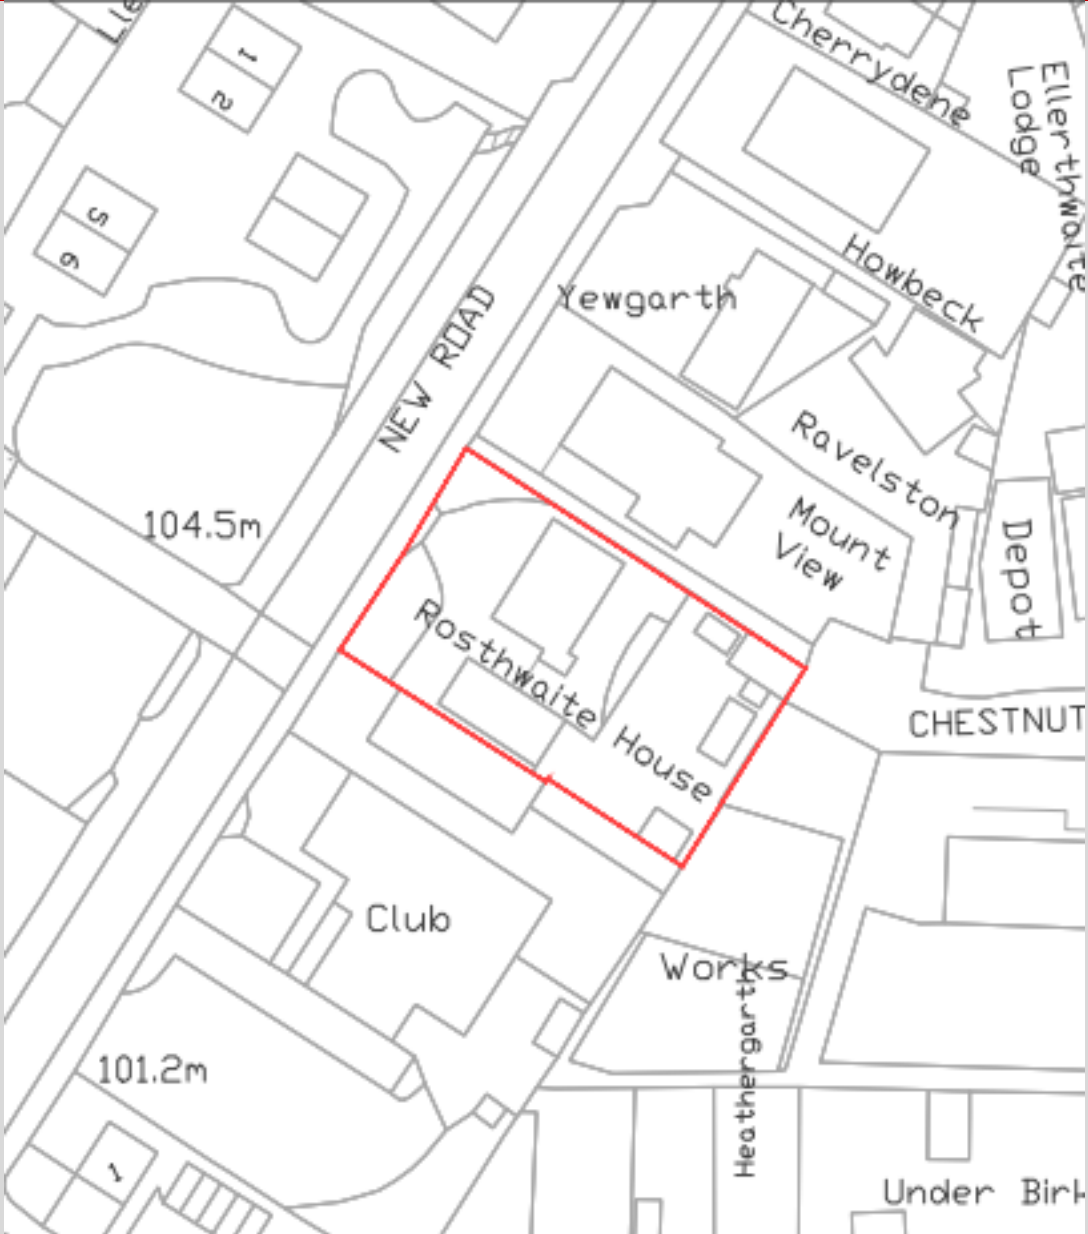 Lle
Cherrydene
1
2
Ellerthwaite
Lodge
5
6
Howbeck
Yewgarth
NEW ROAD
Ravelston
104.5m
Mount
View
Depot
Rosthwaite House
CHESTNUT
Club
Works
Heathergarth
101.2m
1
Under Birk